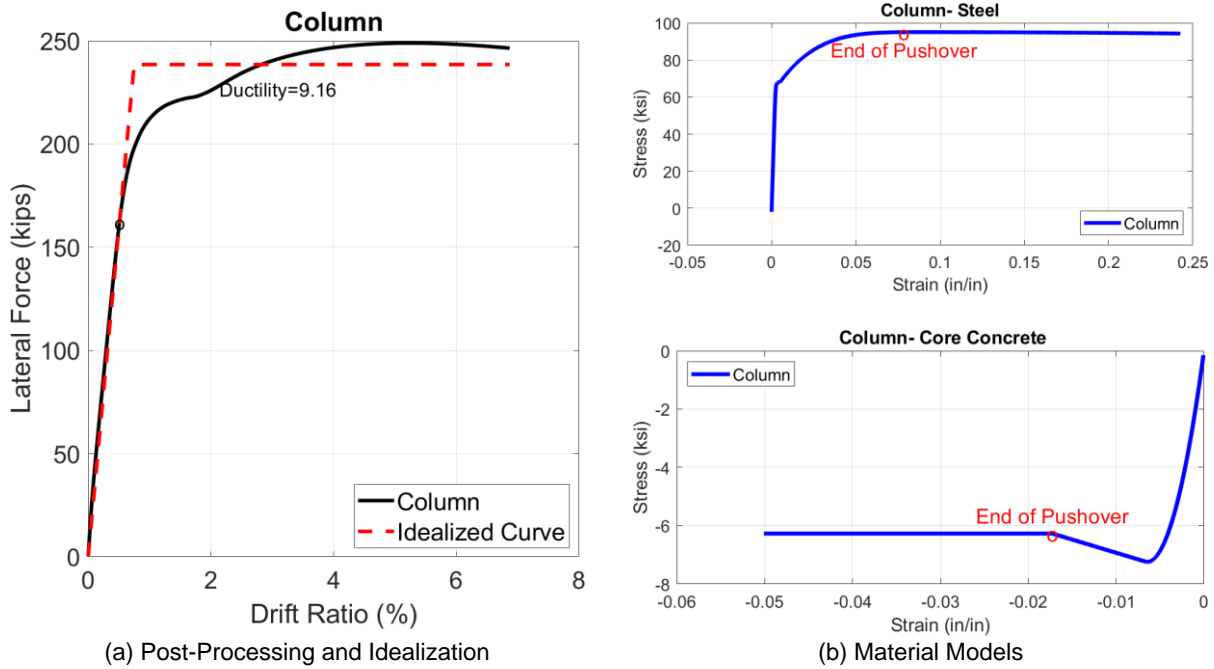 Column
250
200
150
100
50
0
Lateral Force (kips)
Ductility=9.16
Column
Idealized Curve
0 2 4 6 8
Drift Ratio (%)
(a) Post-Processing and Idealization
Column- Steel
100
80
60
40
20
0
-20
Stress (ksi)
End of Pushover
Column
-0.05 0 0.05 0.1 0.15 0.2 0.25
Strain (in/in)
Column- Core Concrete
0
-2
-4
-6
-8
Stress (ksi)
Column
End of Pushover
-0.06 -0.05 -0.04 -0.03 -0.02 -0.01 0
Strain (in/in)
(b) Material Models